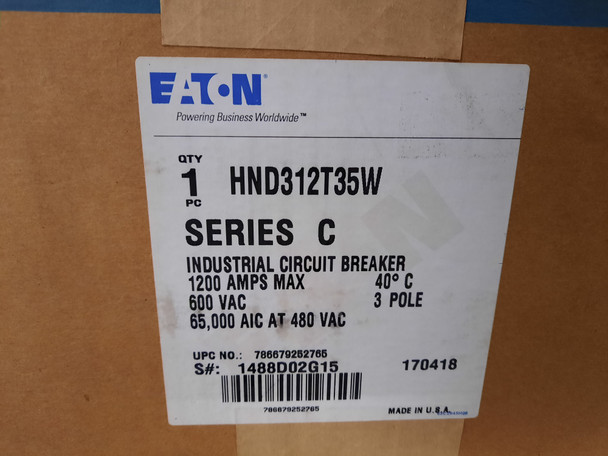 EATON
Powering Business Worldwide™
QTY
1 HND312T35W
PC
SERIES C
INDUSTRIAL CIRCUIT BREAKER
1200 AMPS MAX 40° C
600 VAC 3 POLE
65,000 AIC AT 480 VAC
UPC NO.: 786679252765
S#: 1488D02G15 170418
786679252765
MADE IN U.S.A.